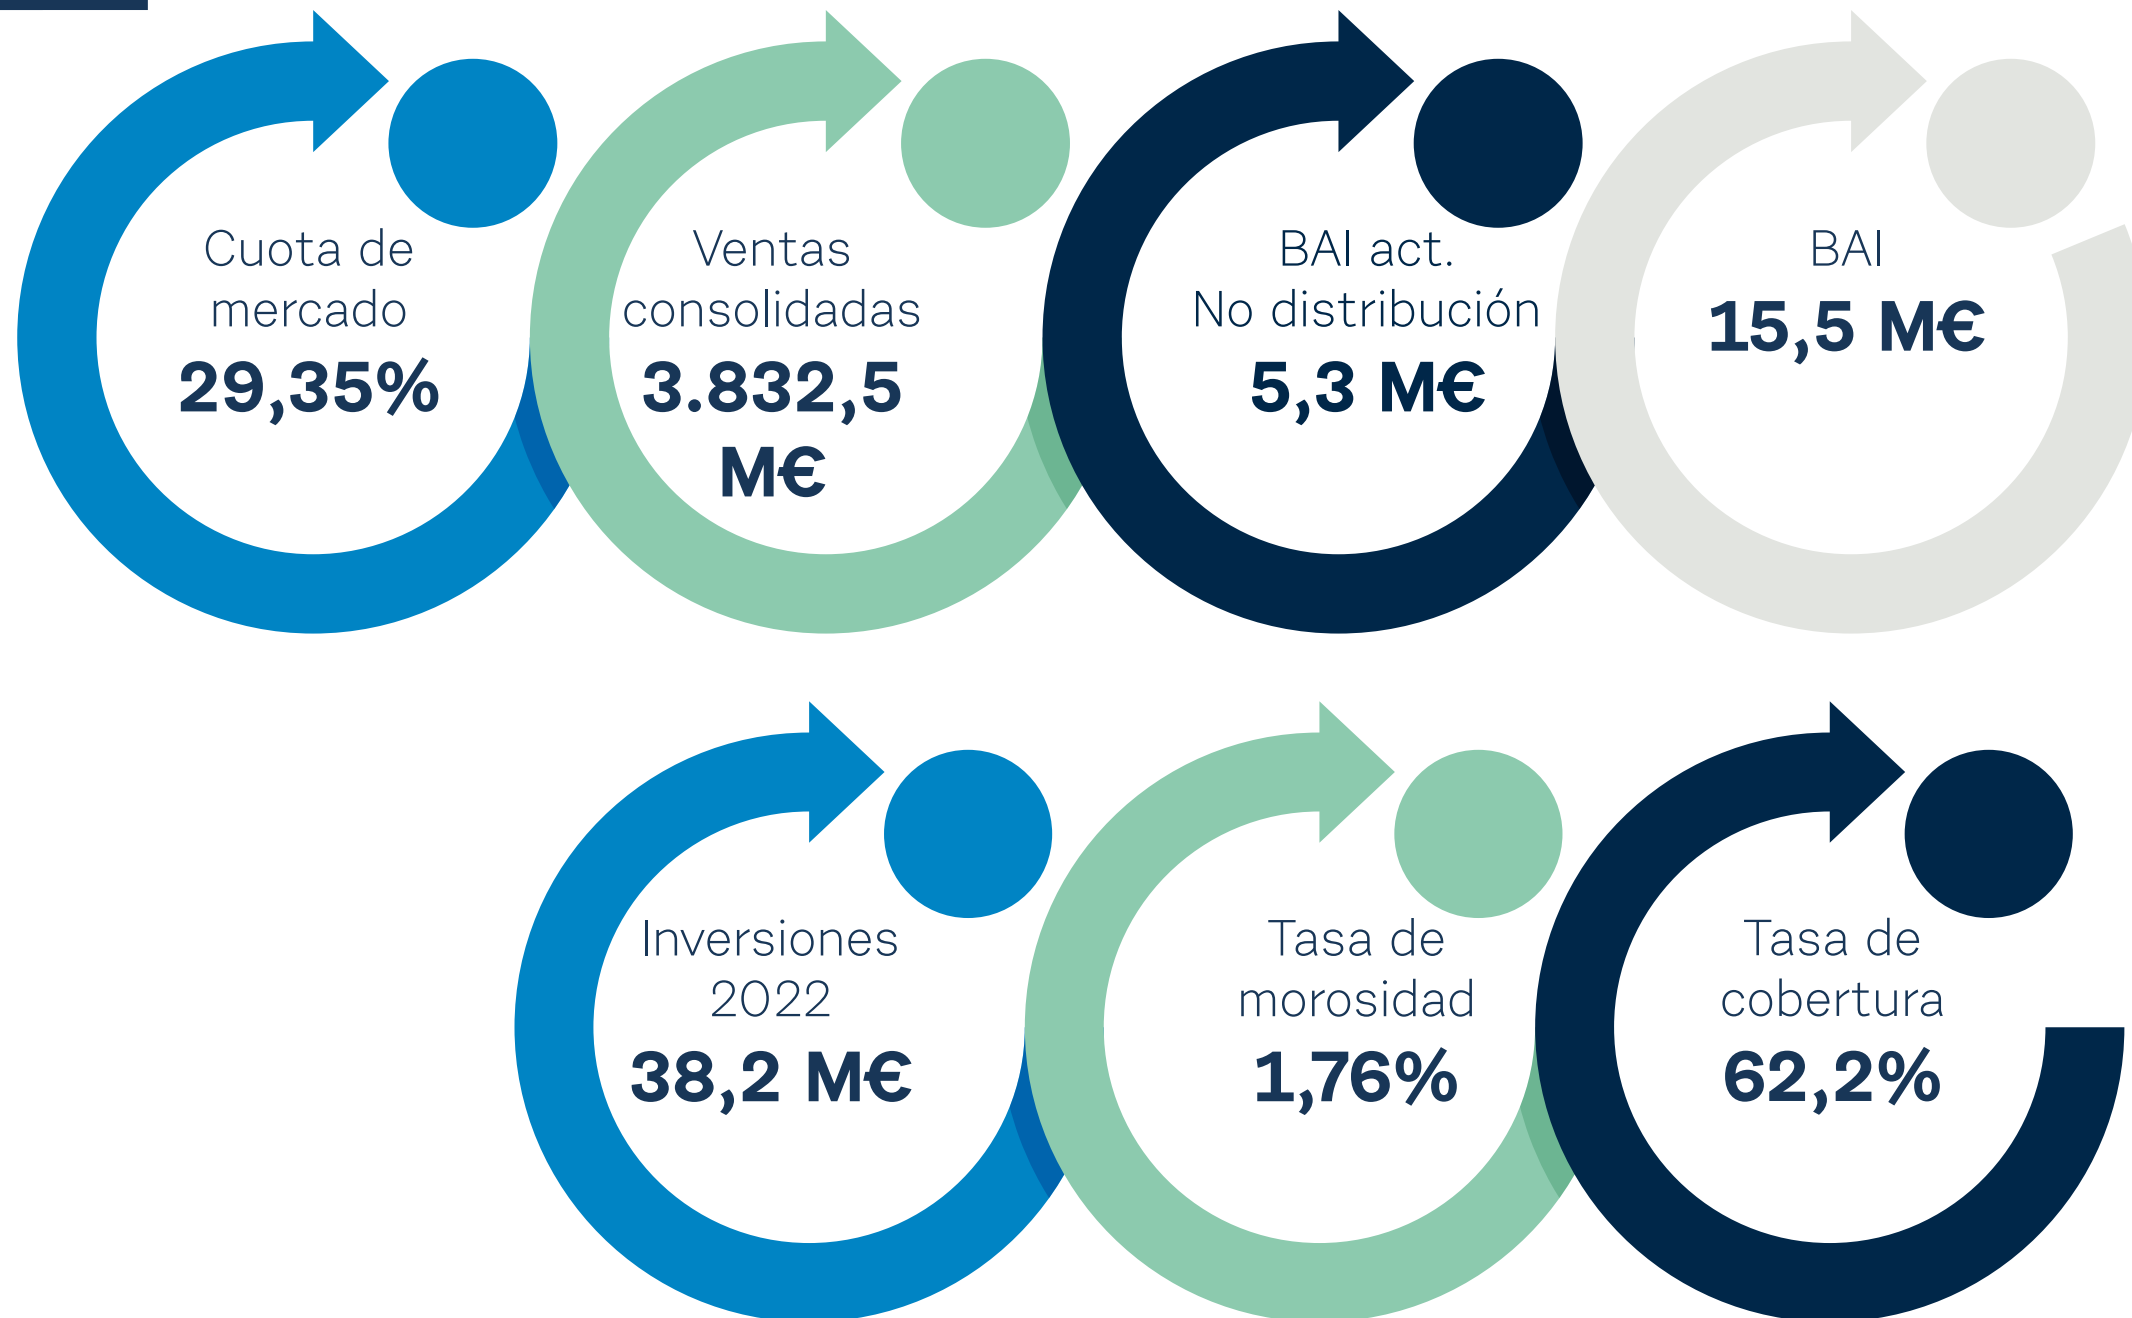 Cuota de
mercado
29,35%
Ventas
consolidadas
3.832,5
M€
BAI act.
No distribución
5,3 M€
BAI
15,5 M€
Inversiones
2022
38,2 M€
Tasa de
morosidad
1,76%
Tasa de
cobertura
62,2%